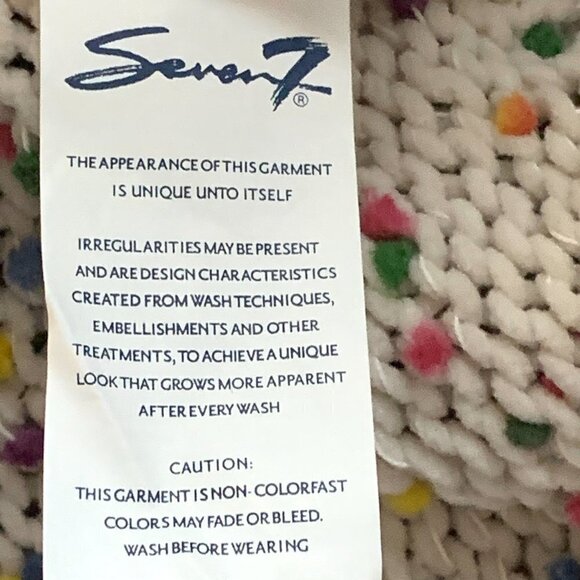 Seven7®
THE APPEARANCE OF THIS GARMENT
IS UNIQUE UNTO ITSELF
IRREGULARITIES MAY BE PRESENT
AND ARE DESIGN CHARACTERISTICS
CREATED FROM WASH TECHNIQUES,
EMBELLISHMENTS AND OTHER
TREATMENTS, TO ACHIEVE A UNIQUE
LOOK THAT GROWS MORE APPARENT
AFTER EVERY WASH
CAUTION:
THIS GARMENT IS NON-COLORFAST
COLORS MAY FADE OR BLEED.
WASH BEFORE WEARING